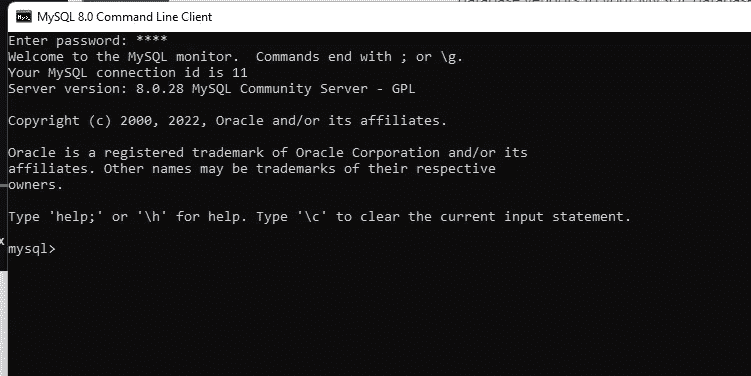 MySQL 8.0 Command Line Client
Enter password: ****
Welcome to the MySQL monitor.  Commands end with ; or \g.
Your MySQL connection id is 11
Server version: 8.0.28 MySQL Community Server - GPL
Copyright (c) 2000, 2022, Oracle and/or its affiliates.
Oracle is a registered trademark of Oracle Corporation and/or its
affiliates. Other names may be trademarks of their respective
owners.
Type 'help;' or '\h' for help. Type '\c' to clear the current input statement.
mysql>